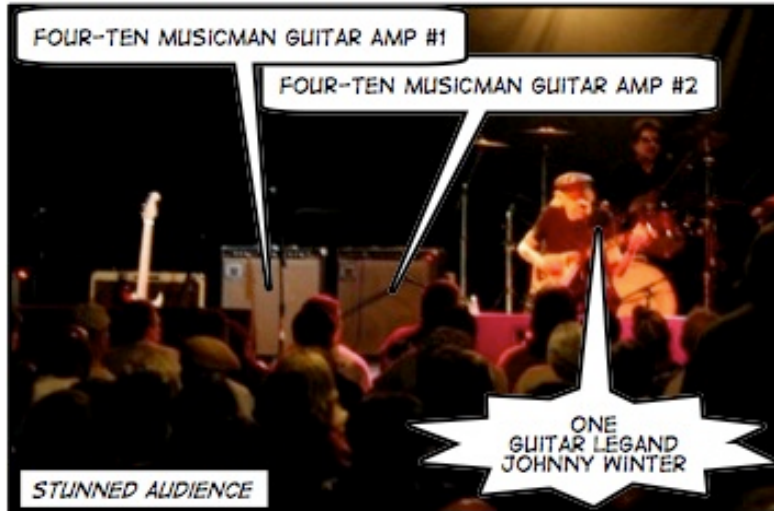 FOUR-TEN MUSICMAN GUITAR AMP #1
FOUR-TEN MUSICMAN GUITAR AMP #2
ONE
GUITAR LEGAND
JOHNNY WINTER
STUNNED AUDIENCE